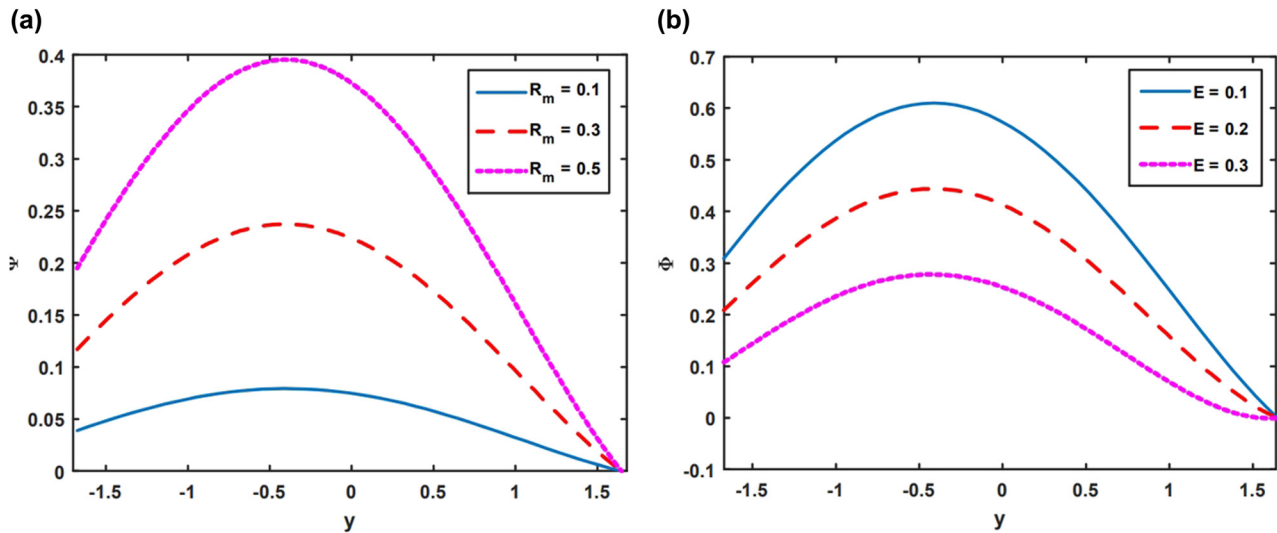 (a)
0.4
0.35
0.3
0.25
0.2
0.15
0.1
0.05
0
Ψ
-1.5 -1 -0.5 0 0.5 1 1.5
y
R_m = 0.1
R_m = 0.3
R_m = 0.5
(b)
0.7
0.6
0.5
0.4
0.3
0.2
0.1
0
-0.1
Φ
-1.5 -1 -0.5 0 0.5 1 1.5
y
E = 0.1
E = 0.2
E = 0.3